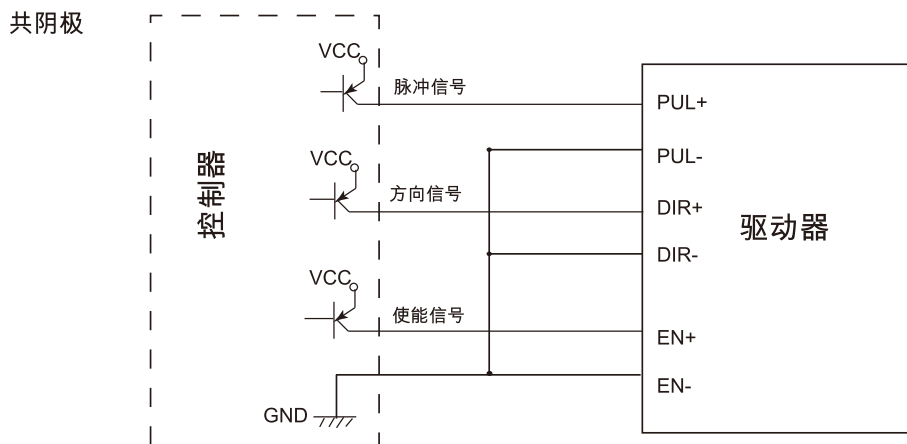 共阴极
VCC
脉冲信号
PUL+
PUL-
VCC
方向信号
DIR+
控制器
驱动器
DIR-
VCC
使能信号
EN+
EN-
GND